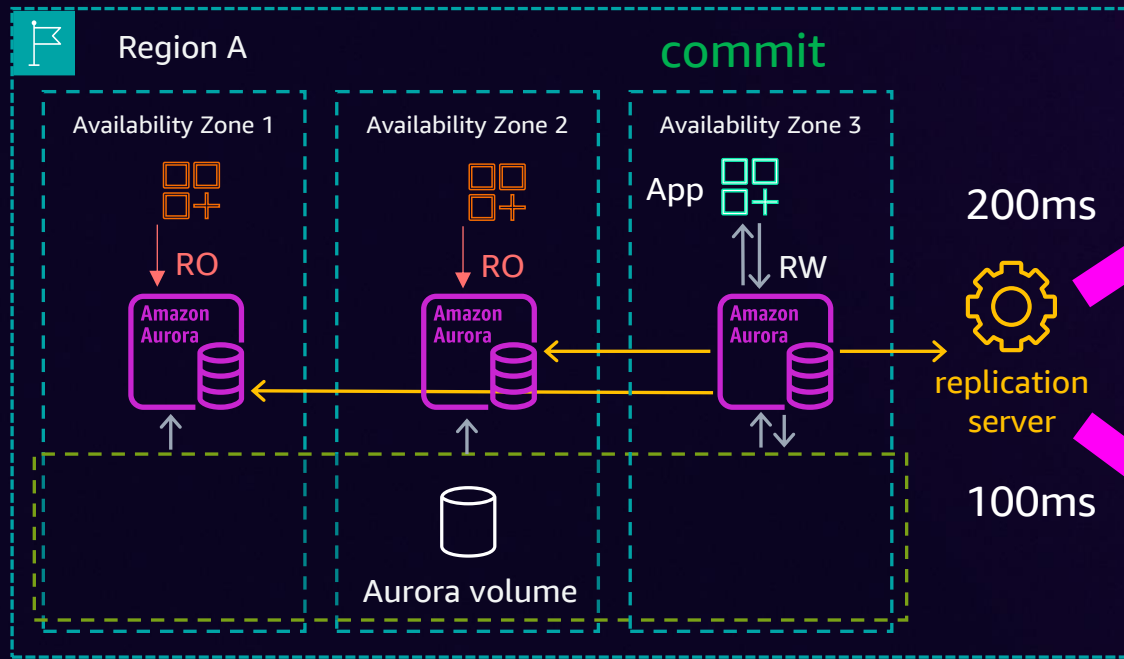 Region A
commit
Availability Zone 1
Availability Zone 2
Availability Zone 3
App
200ms
RO
RO
RW
Amazon
Aurora
Amazon
Aurora
Amazon
Aurora
replication
server
100ms
Aurora volume